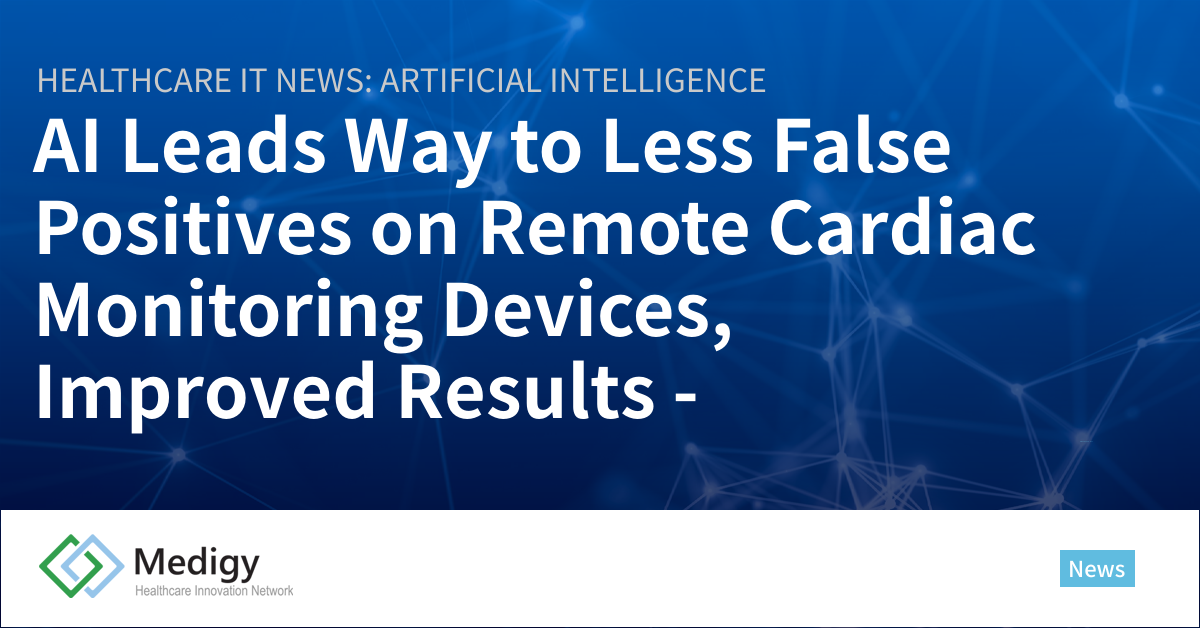 HEALTHCARE IT NEWS: ARTIFICIAL INTELLIGENCE
AI Leads Way to Less False
Positives on Remote Cardiac
Monitoring Devices,
Improved Results -
Medigy
Healthcare Innovation Network
News